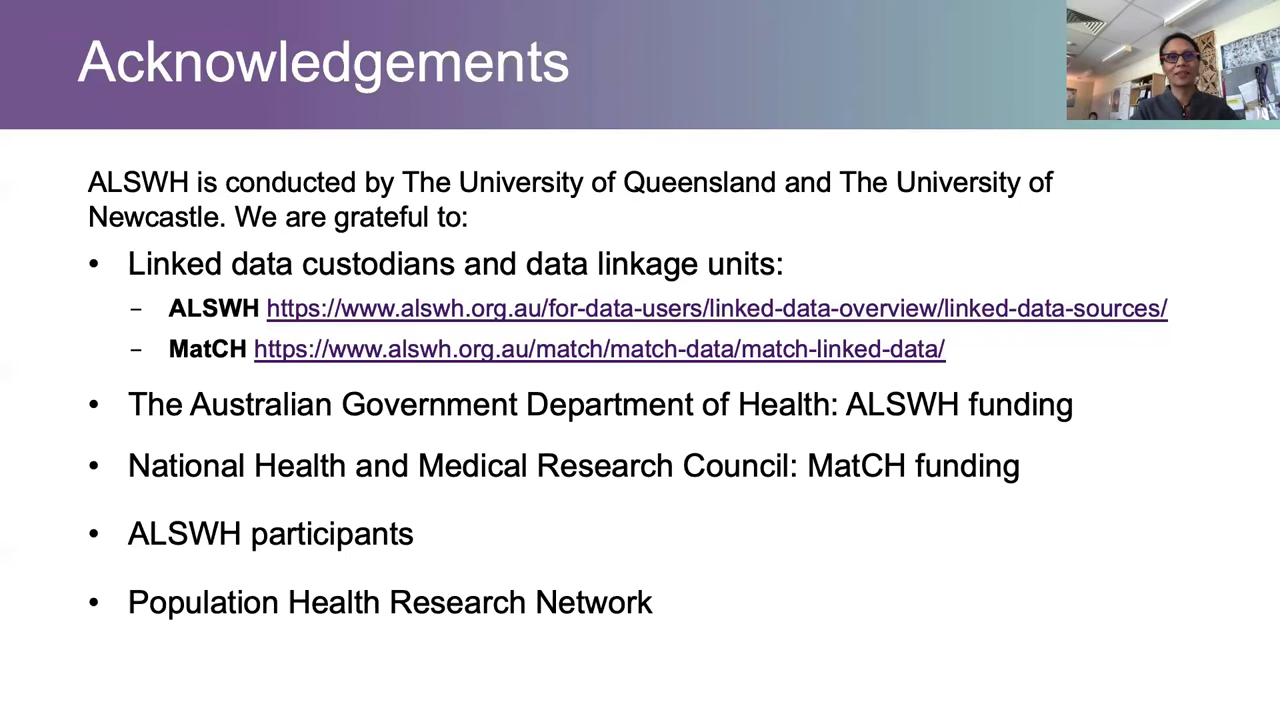 Acknowledgements
ALSWH is conducted by The University of Queensland and The University of
Newcastle. We are grateful to:
• Linked data custodians and data linkage units:
– ALSWH https://www.alswh.org.au/for-data-users/linked-data-overview/linked-data-sources/
– MatCH https://www.alswh.org.au/match/match-data/match-linked-data/
• The Australian Government Department of Health: ALSWH funding
• National Health and Medical Research Council: MatCH funding
• ALSWH participants
• Population Health Research Network